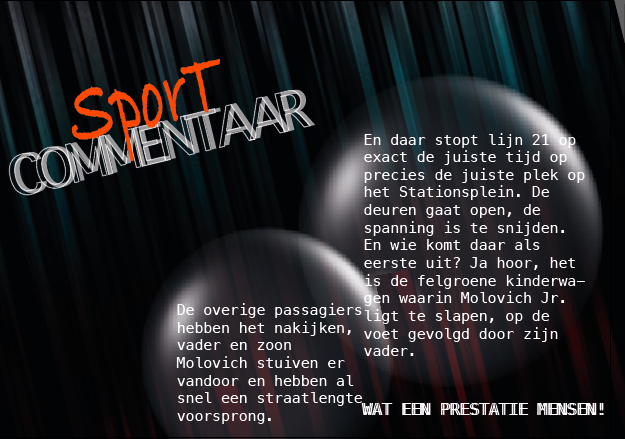 Sport
COMMENTAAR
En daar stopt lijn 21 op
exact de juiste tijd op
precies de juiste plek op
het Stationsplein. De
deuren gaat open, de
spanning is te snijden.
En wie komt daar als
eerste uit? Ja hoor, het
is de felgroene kinderwa-
gen waarin Molovich Jr.
ligt te slapen, op de
voet gevolgd door zijn
vader.
De overige passagiers
hebben het nakijken,
vader en zoon
Molovich stuiven er
vandoor en hebben al
snel een straatlengte
voorsprong.
WAT EEN PRESTATIE MENSEN!